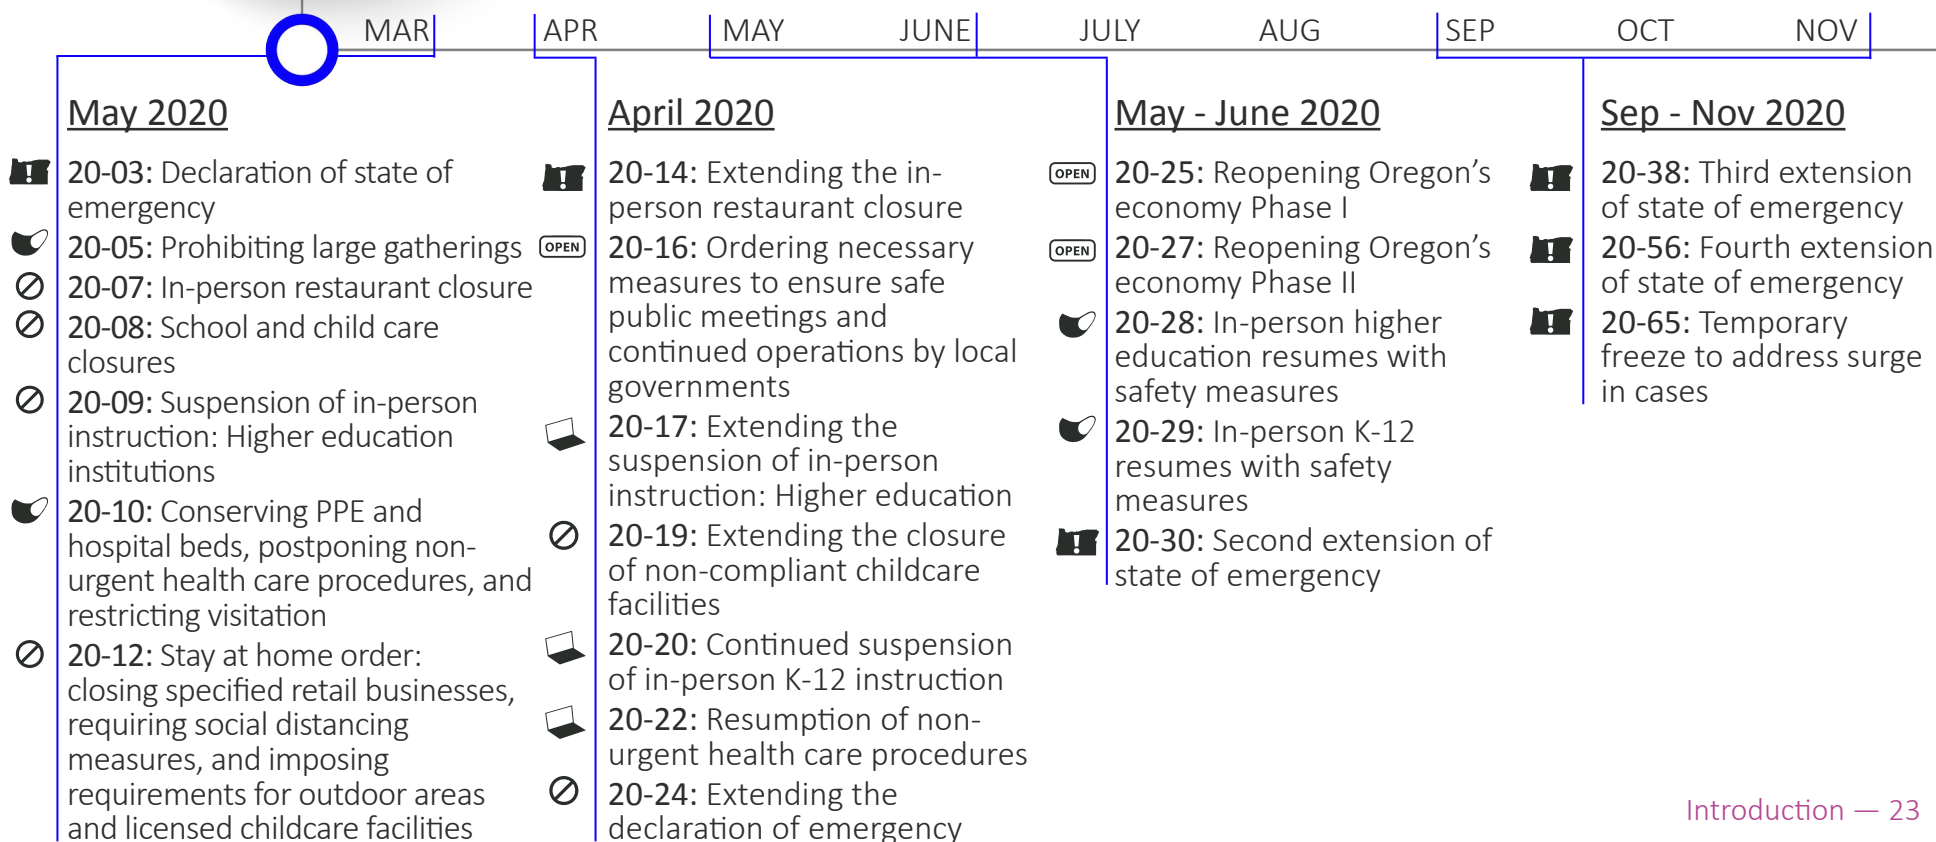 MAR APR MAY JUNE JULY AUG SEP OCT NOV
May 2020
20-03: Declaration of state of
emergency
20-05: Prohibiting large gatherings
20-07: In-person restaurant closure
20-08: School and child care
closures
20-09: Suspension of in-person
instruction: Higher education
institutions
20-10: Conserving PPE and
hospital beds, postponing non-
urgent health care procedures, and
restricting visitation
20-12: Stay at home order:
closing specified retail businesses,
requiring social distancing
measures, and imposing
requirements for outdoor areas
and licensed childcare facilities
April 2020
20-14: Extending the in-
person restaurant closure
OPEN
20-16: Ordering necessary
measures to ensure safe
public meetings and
continued operations by local
governments
20-17: Extending the
suspension of in-person
instruction: Higher education
20-19: Extending the closure
of non-compliant childcare
facilities
20-20: Continued suspension
of in-person K-12 instruction
20-22: Resumption of non-
urgent health care procedures
20-24: Extending the
declaration of emergency
May - June 2020
OPEN
20-25: Reopening Oregon's
economy Phase I
OPEN
20-27: Reopening Oregon's
economy Phase II
20-28: In-person higher
education resumes with
safety measures
20-29: In-person K-12
resumes with safety
measures
20-30: Second extension of
state of emergency
Sep - Nov 2020
20-38: Third extension
of state of emergency
20-56: Fourth extension
of state of emergency
20-65: Temporary
freeze to address surge
in cases
Introduction — 23